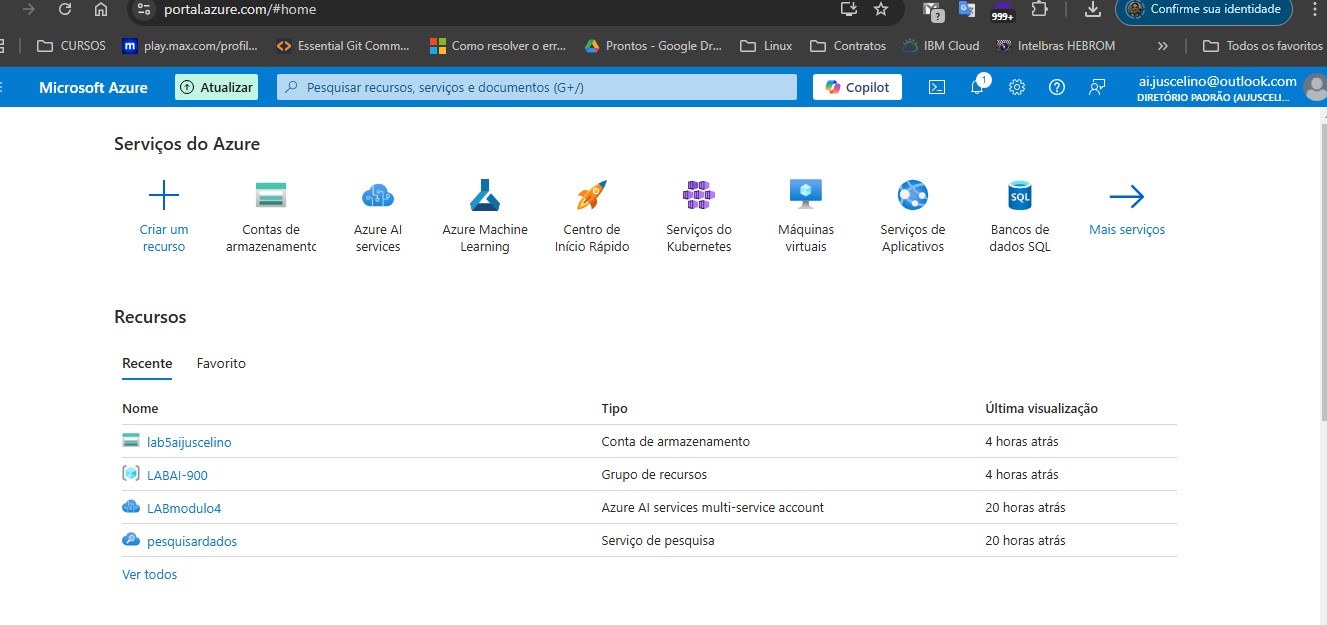 portal.azure.com/#home
999+
Confirme sua identidade
CURSOS
play.max.com/profil...
Essential Git Comm...
Como resolver o err...
Prontos - Google Dr...
Linux
Contratos
IBM Cloud
Intelbras HEBROM
»
Todos os favoritos
Microsoft Azure
Atualizar
Pesquisar recursos, serviços e documentos (G+/)
Copilot
1
ai.juscelino@outlook.com
DIRETÓRIO PADRÃO (AIJUSCELI...
Serviços do Azure
Criar um
recurso
Contas de
armazenamento
Azure AI
services
Azure Machine
Learning
Centro de
Início Rápido
Serviços do
Kubernetes
Máquinas
virtuais
Serviços de
Aplicativos
SQL
Bancos de
dados SQL
Mais serviços
Recursos
Recente
Favorito
Nome Tipo Última visualização
lab5aijuscelino Conta de armazenamento 4 horas atrás
LABAI-900 Grupo de recursos 4 horas atrás
LABmodulo4 Azure AI services multi-service account 20 horas atrás
pesquisardados Serviço de pesquisa 20 horas atrás
Ver todos